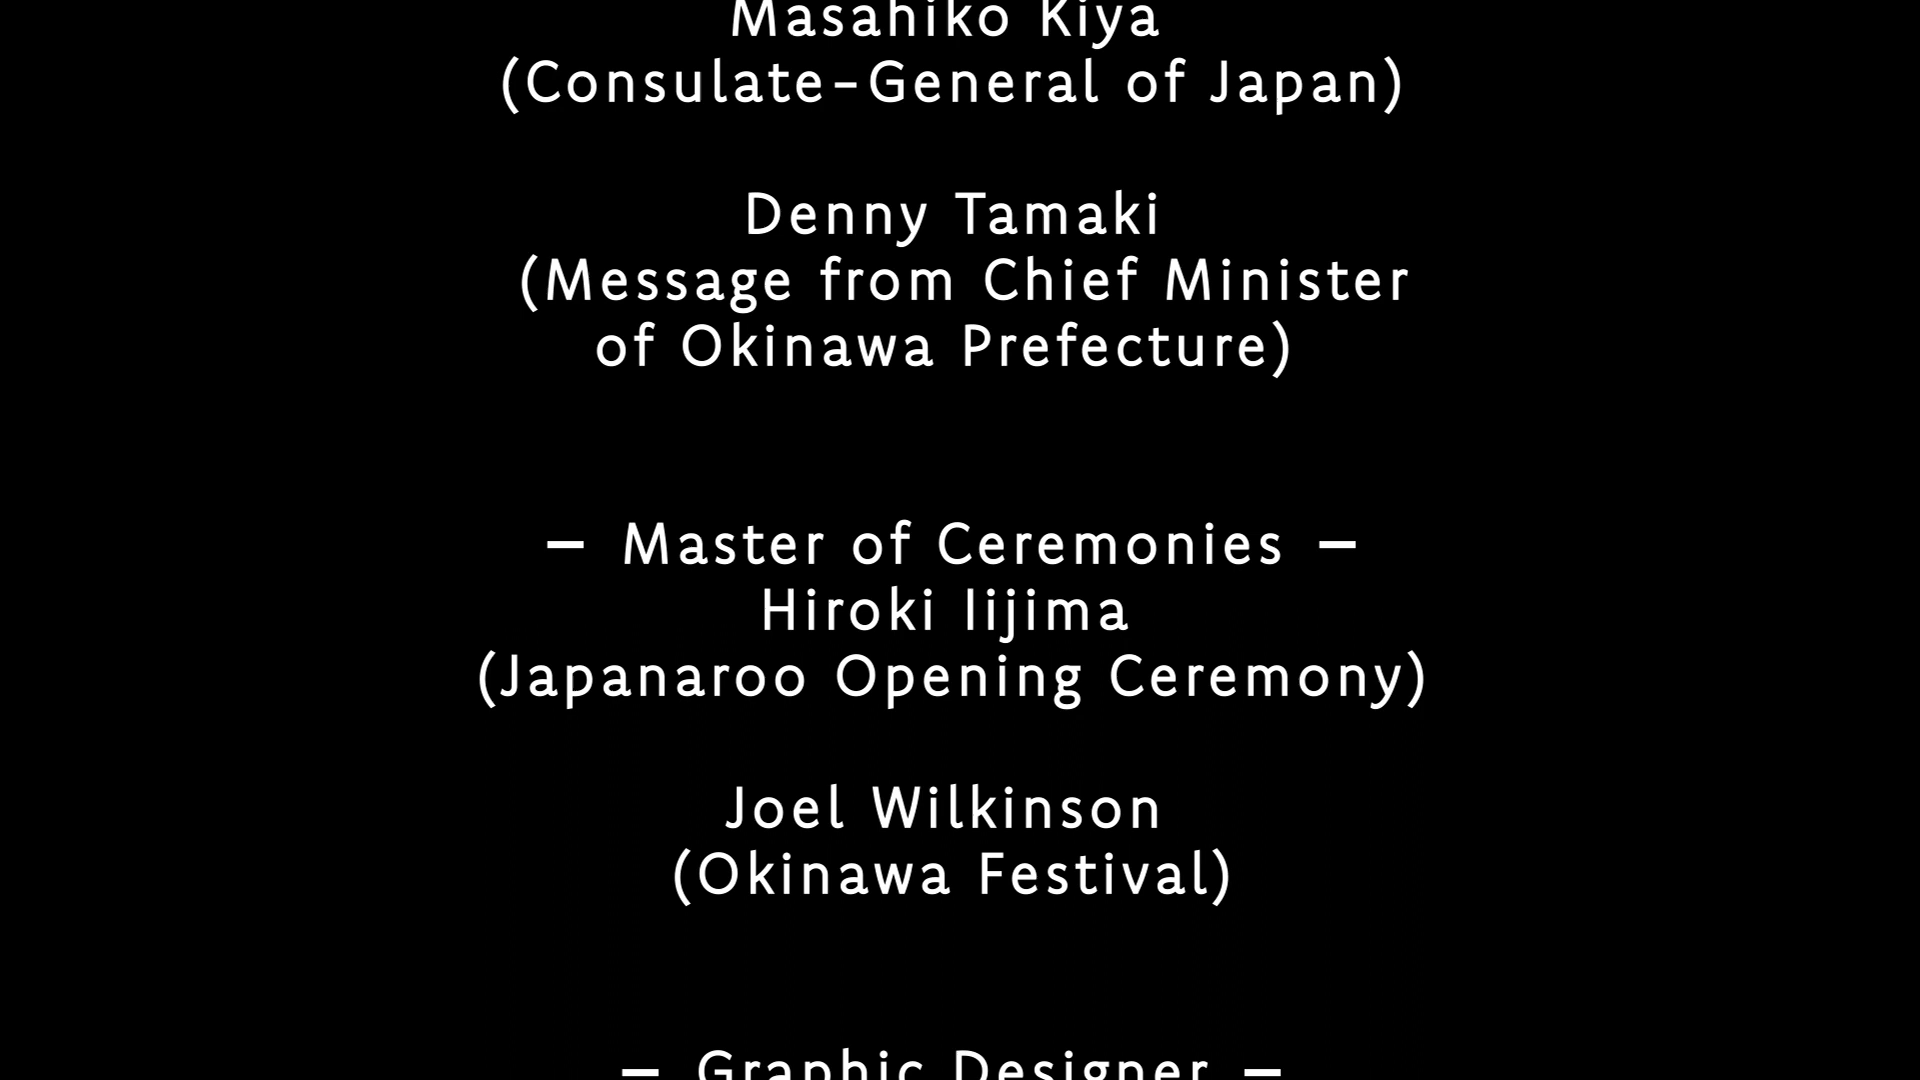 Masahiko Kiya
(Consulate-General of Japan)
Denny Tamaki
(Message from Chief Minister
of Okinawa Prefecture)
— Master of Ceremonies —
Hiroki Iijima
(Japanaroo Opening Ceremony)
Joel Wilkinson
(Okinawa Festival)
— Graphic Designer —